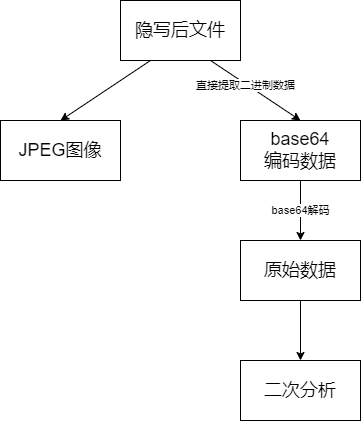 隐写后文件
直接提取二进制数据
JPEG图像
base64
编码数据
base64解码
原始数据
二次分析